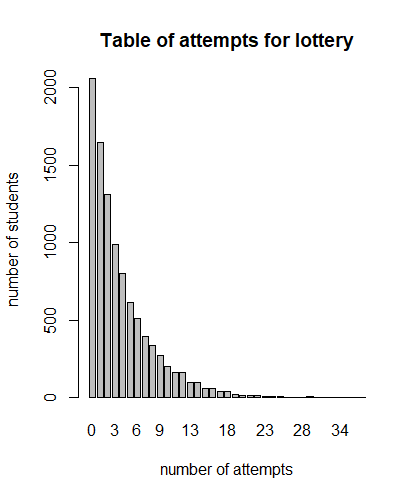 Table of attempts for lottery
number of students
2000
1500
1000
500
0
0 3 6 9 13 18 23 28 34
number of attempts